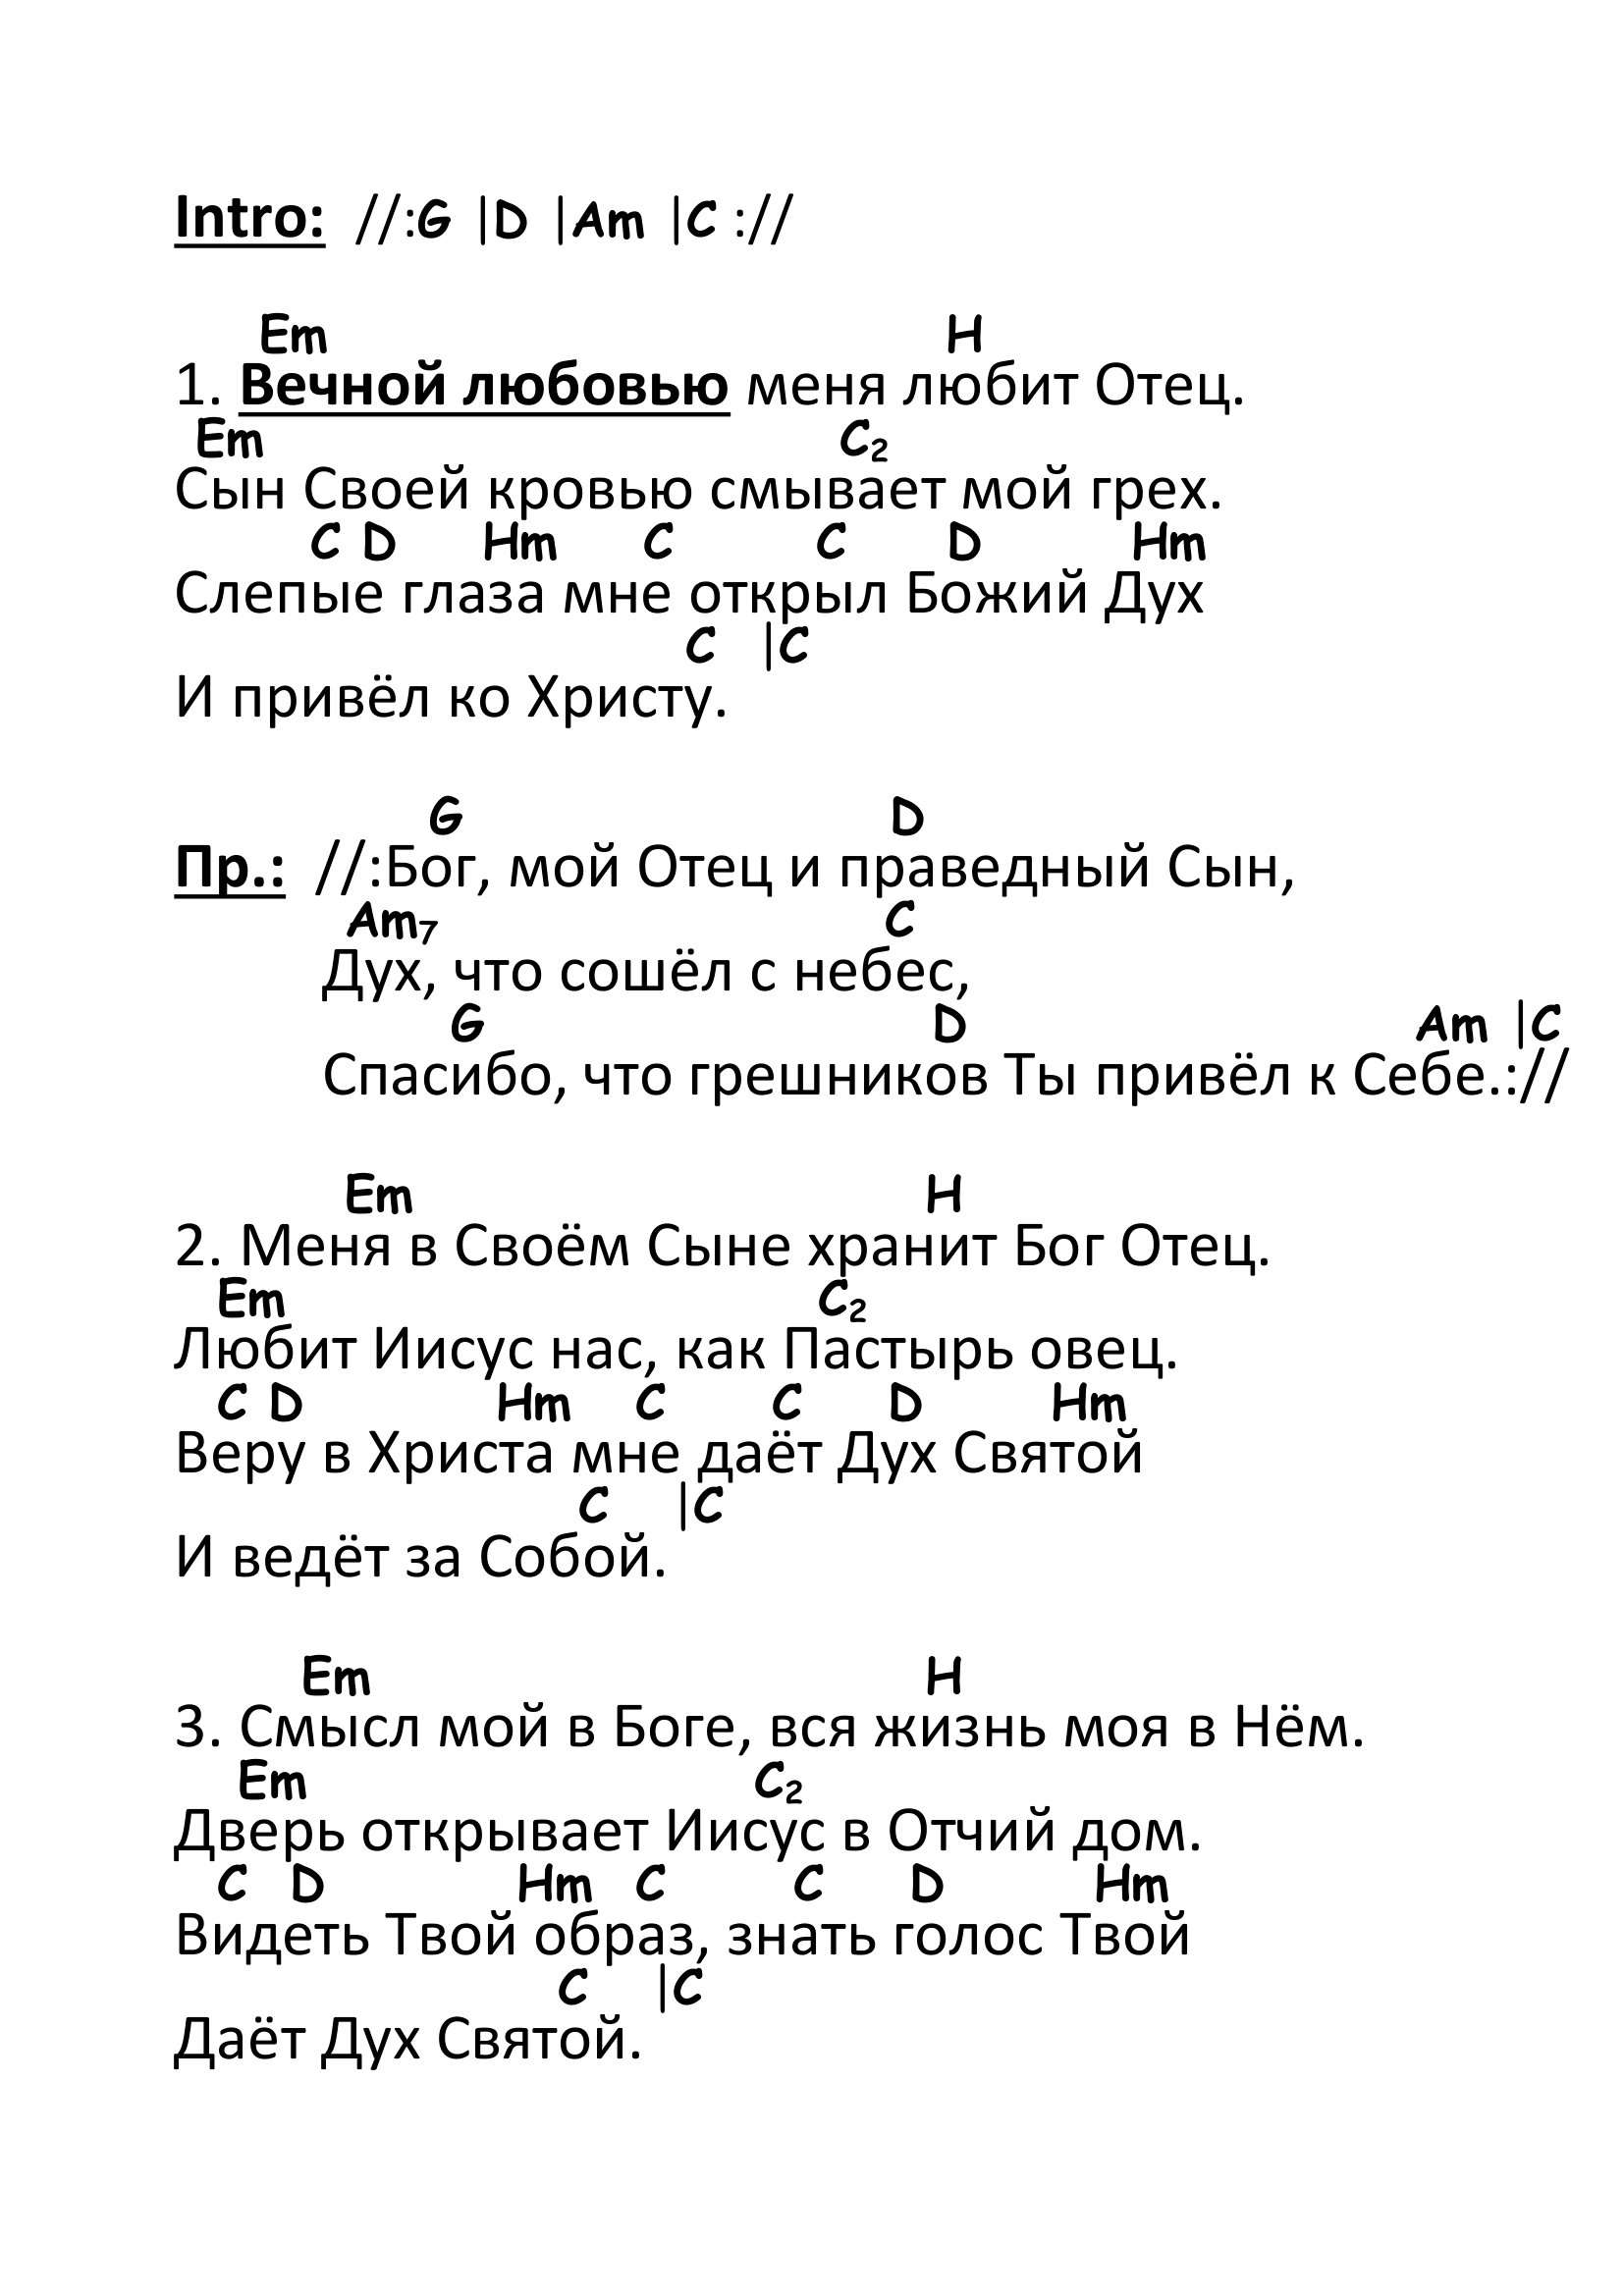 Intro: //:G |D |Am |C ://
Em H
1. Вечной любовью меня любит Отец.
Em C2
Сын Своей кровью смывает мой грех.
C D Hm C C D Hm
Слепые глаза мне открыл Божий Дух
C |C
И привёл ко Христу.
G D
Пр.: //:Бог, мой Отец и праведный Сын,
Am7 C
Дух, что сошёл с небес,
G D Am |C
Спасибо, что грешников Ты привёл к Себе.://
Em H
2. Меня в Своём Сыне хранит Бог Отец.
Em C2
Любит Иисус нас, как Пастырь овец.
C D Hm C C D Hm
Веру в Христа мне даёт Дух Святой
C |C
И ведёт за Собой.
Em H
3. Смысл мой в Боге, вся жизнь моя в Нём.
Em C2
Дверь открывает Иисус в Отчий дом.
C D Hm C C D Hm
Видеть Твой образ, знать голос Твой
C |C
Даёт Дух Святой.